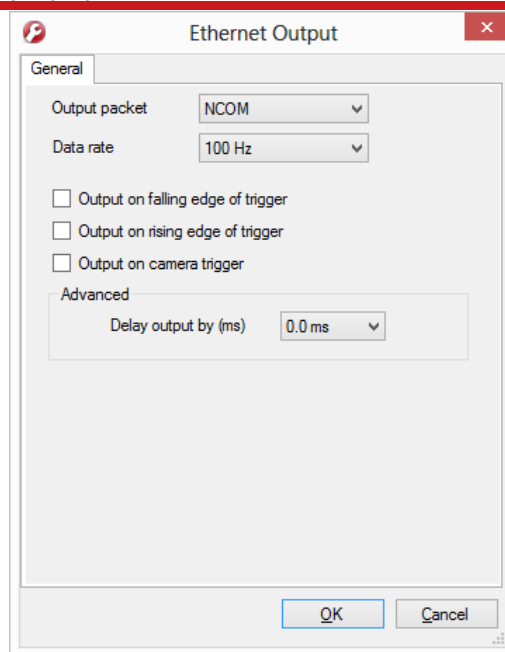 Ethernet Output
General
Output packet NCOM
Data rate 100 Hz
Output on falling edge of trigger
Output on rising edge of trigger
Output on camera trigger
Advanced
Delay output by (ms) 0.0 ms
OK Cancel